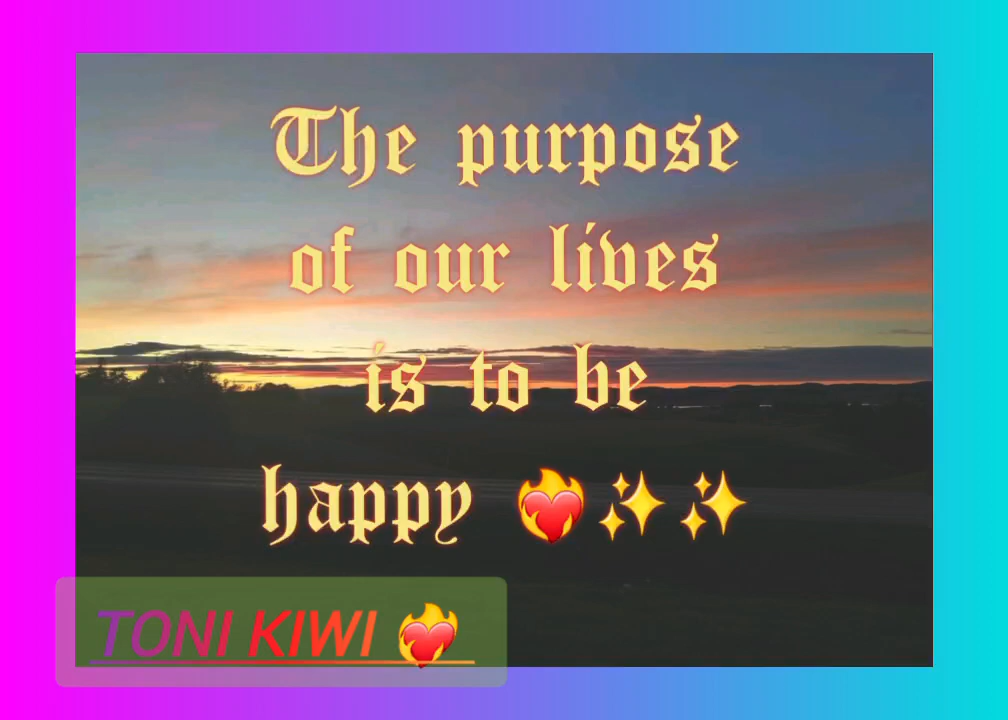 The purpose
of our lives
is to be
happy ❤️‍🔥✨✨
TONI KIWI ❤️‍🔥